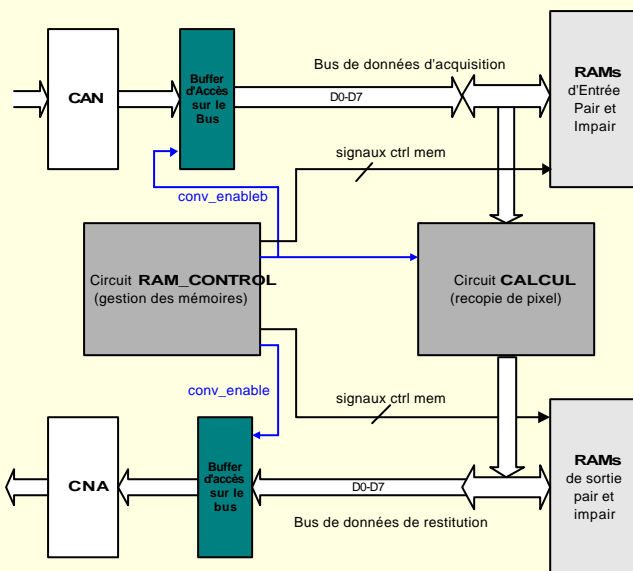 CAN
Buffer
d'Accès
sur le
Bus
Bus de données d'acquisition
D0-D7
RAMs
d'Entrée
Pair et
Impair
signaux ctrl mem
conv_enableb
Circuit RAM_CONTROL
(gestion des mémoires)
Circuit CALCUL
(recopie de pixel)
conv_enable
signaux ctrl mem
CNA
Buffer
d'accès
sur le
bus
D0-D7
Bus de données de restitution
RAMs
de sortie
pair et
impair